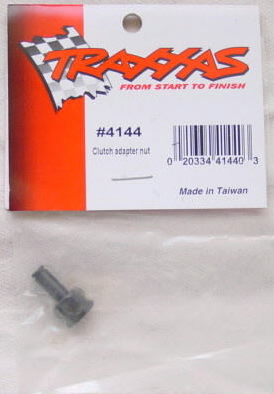 TRAXXAS
FROM START TO FINISH
#4144
Clutch adapter nut
0 20334 41440 3
Made in Taiwan